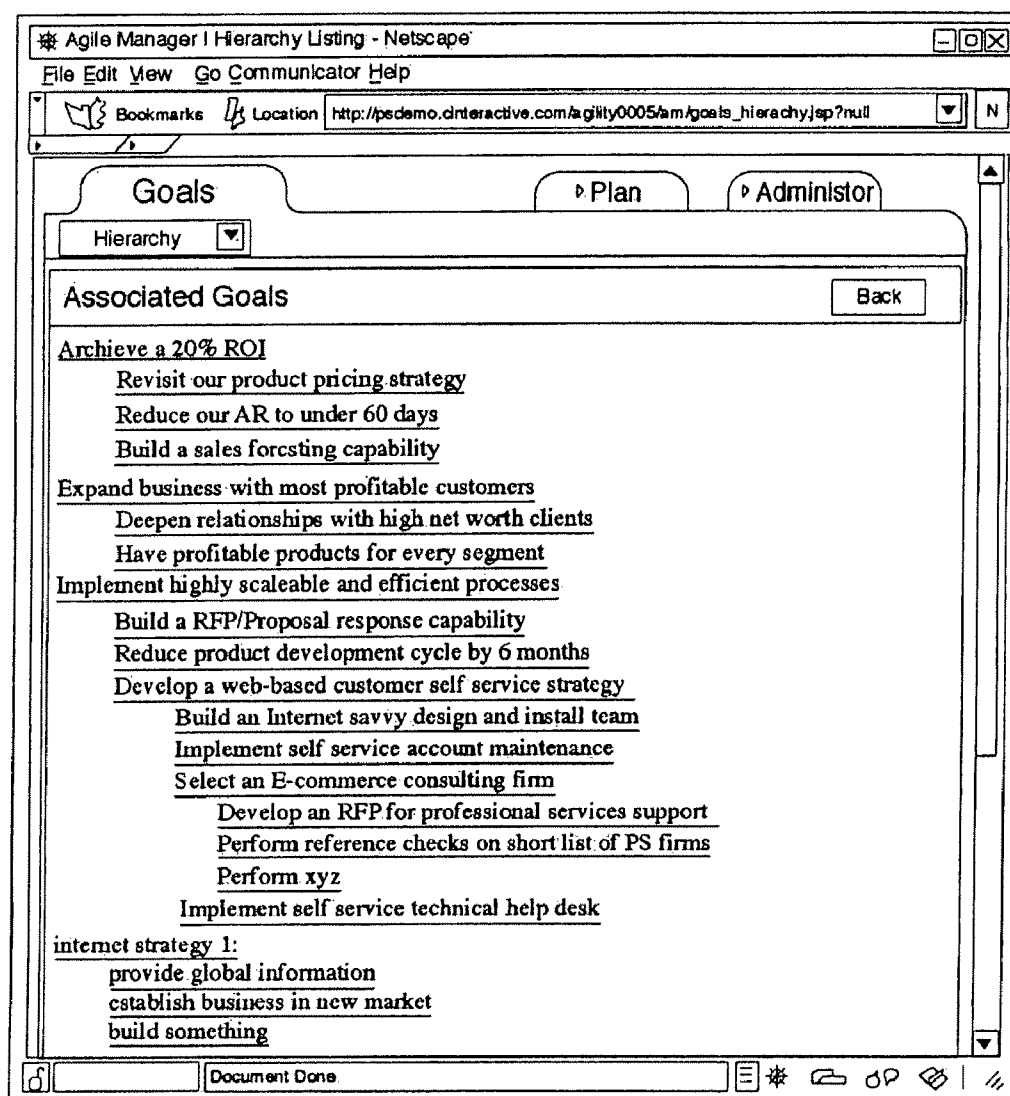 Agile Manager | Hierarchy Listing - Netscape
File Edit View Go Communicator Help
Bookmarks Location http://psdemo.cinteractive.com/agility0005/am/goals_hierachy.jsp?null N
Goals Plan Administor
Hierarchy
Associated Goals Back
Archieve a 20% ROI
Revisit our product pricing strategy
Reduce our AR to under 60 days
Build a sales forcsting capability
Expand business with most profitable customers
Deepen relationships with high net worth clients
Have profitable products for every segment
Implement highly scaleable and efficient processes
Build a RFP/Proposal response capability
Reduce product development cycle by 6 months
Develop a web-based customer self service strategy
Build an Internet savvy design and install team
Implement self service account maintenance
Select an E-commerce consulting firm
Develop an RFP for professional services support
Perform reference checks on short list of PS firms
Perform xyz
Implement self service technical help desk
internet strategy 1:
provide global information
establish business in new market
build something
Document Done